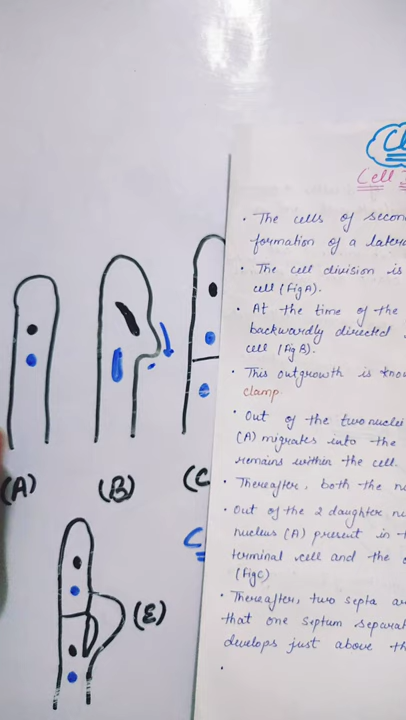 (A)
(B)
(C
(E)
C
Cell
• The cells of secon
formation of a latera
• The cell division is
cell (Fig A).
• At the time of the
backwardly directed
cell (Fig B).
• This outgrowth is kno
clamp.
• Out of the two nuclei
(A) migrates into the
remains within the cell.
• Thereafter, both the nu
• Out of the 2 daughter nu
nucleus (A) present in t
terminal cell and the
(Fig C)
• Thereafter, two septa a
that one septum separa
develops just above th